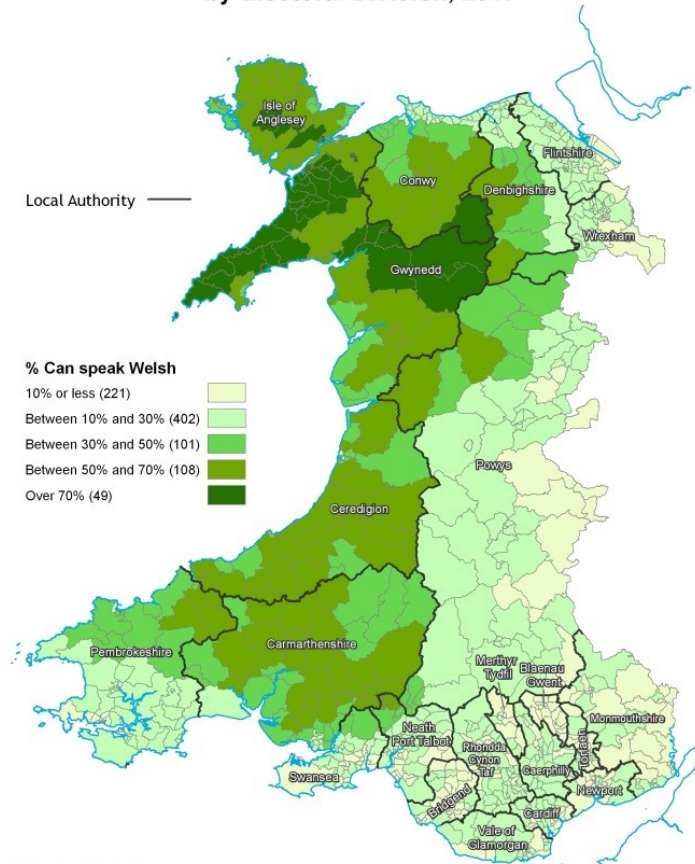 Isle of
Anglesey
Flintshire
Conwy
Denbighshire
Local Authority
Wrexham
Gwynedd
% Can speak Welsh
10% or less (221)
Between 10% and 30% (402)
Between 30% and 50% (101)
Between 50% and 70% (108)
Over 70% (49)
Powys
Ceredigion
Carmarthenshire
Pembrokeshire
Merthyr
Tydfil
Blaenau
Gwent
Monmouthshire
Neath
Port Talbot
Rhondda
Cynon
Taf
Torfaen
Caerphilly
Swansea
Bridgend
Newport
Cardiff
Vale of
Glamorgan